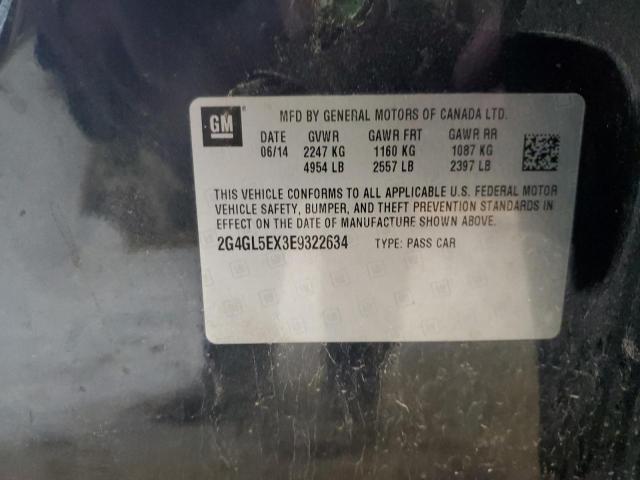 MFD BY GENERAL MOTORS OF CANADA LTD.
GM
DATE GVWR GAWR FRT GAWR RR
06/14 2247 KG 1160 KG 1087 KG
4954 LB 2557 LB 2397 LB
THIS VEHICLE CONFORMS TO ALL APPLICABLE U.S. FEDERAL MOTOR
VEHICLE SAFETY, BUMPER, AND THEFT PREVENTION STANDARDS IN
EFFECT ON THE DATE OF MANUFACTURE SHOWN ABOVE.
2G4GL5EX3E9322634 TYPE: PASS CAR